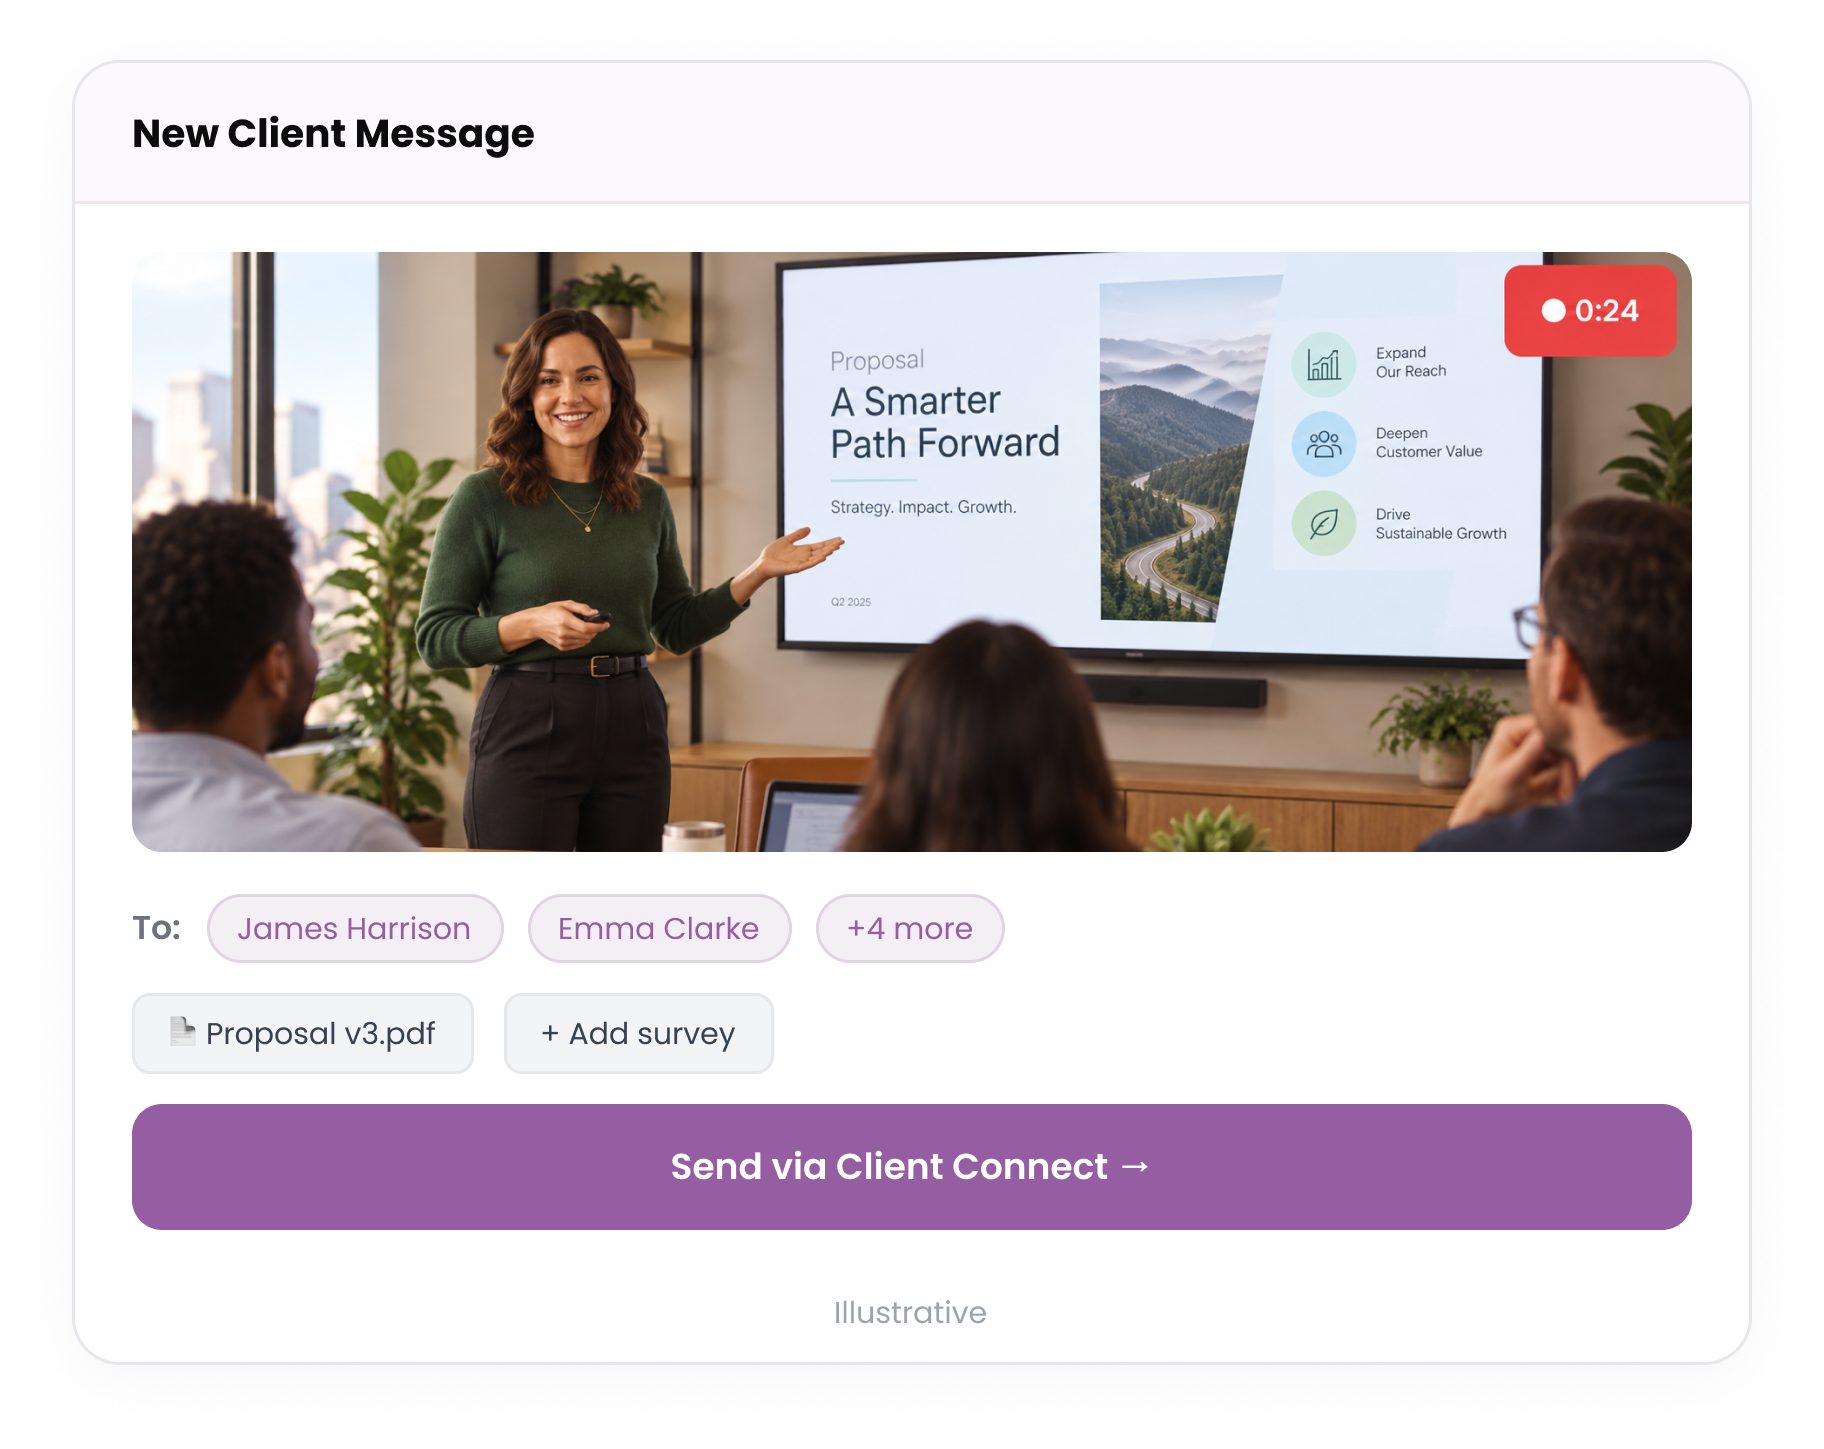 New Client Message
0:24
Proposal
A Smarter
Path Forward
Strategy. Impact. Growth.
Q2 2025
Expand
Our Reach
Deepen
Customer Value
Drive
Sustainable Growth
To: James Harrison Emma Clarke +4 more
Proposal v3.pdf + Add survey
Send via Client Connect →
Illustrative